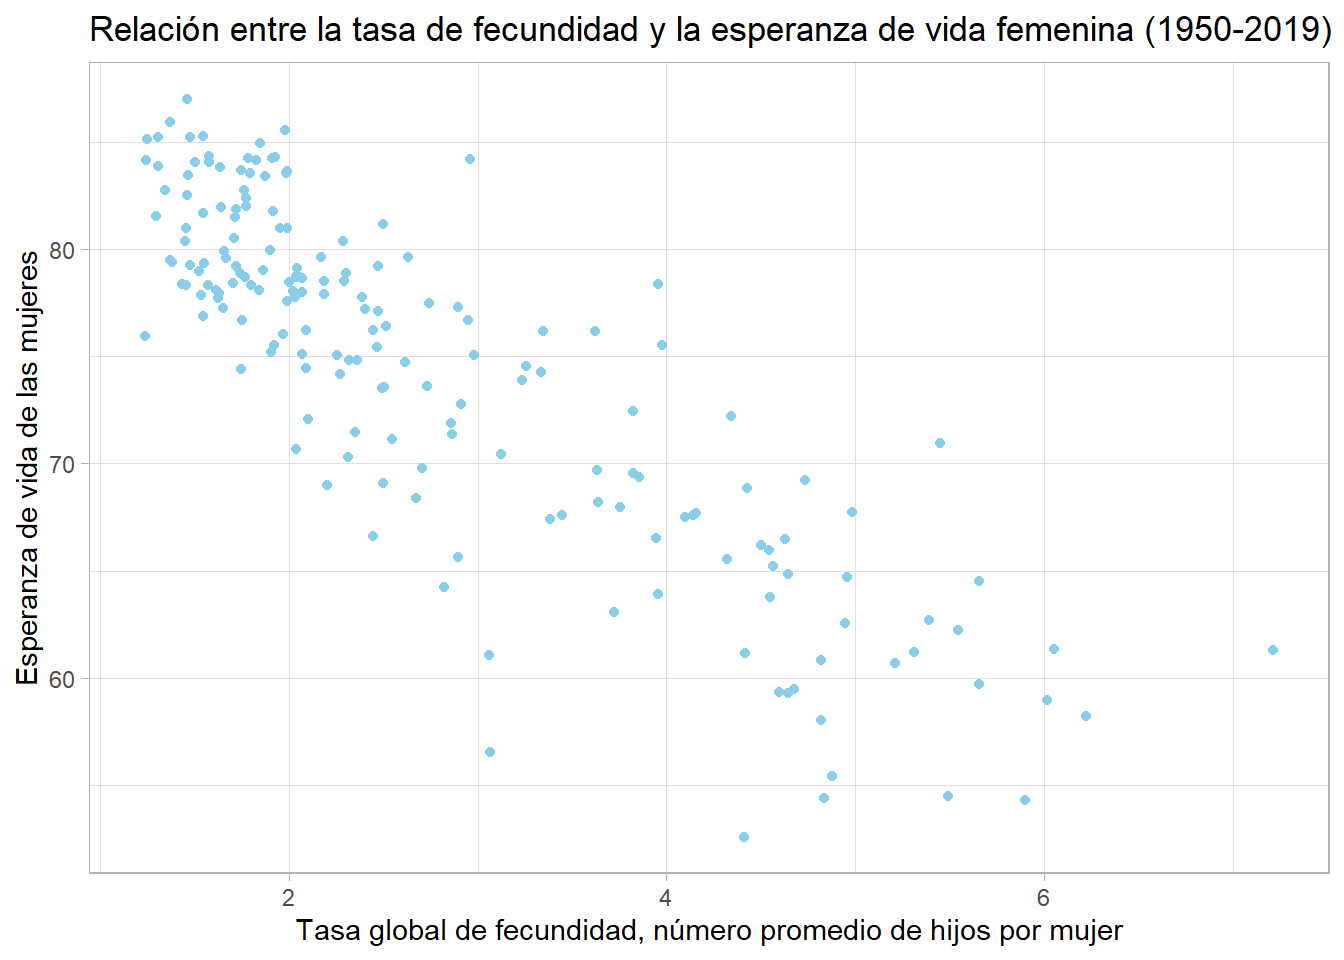 Relación entre la tasa de fecundidad y la esperanza de vida femenina (1950-2019)
Esperanza de vida de las mujeres
80
70
60
2
4
6
Tasa global de fecundidad, número promedio de hijos por mujer